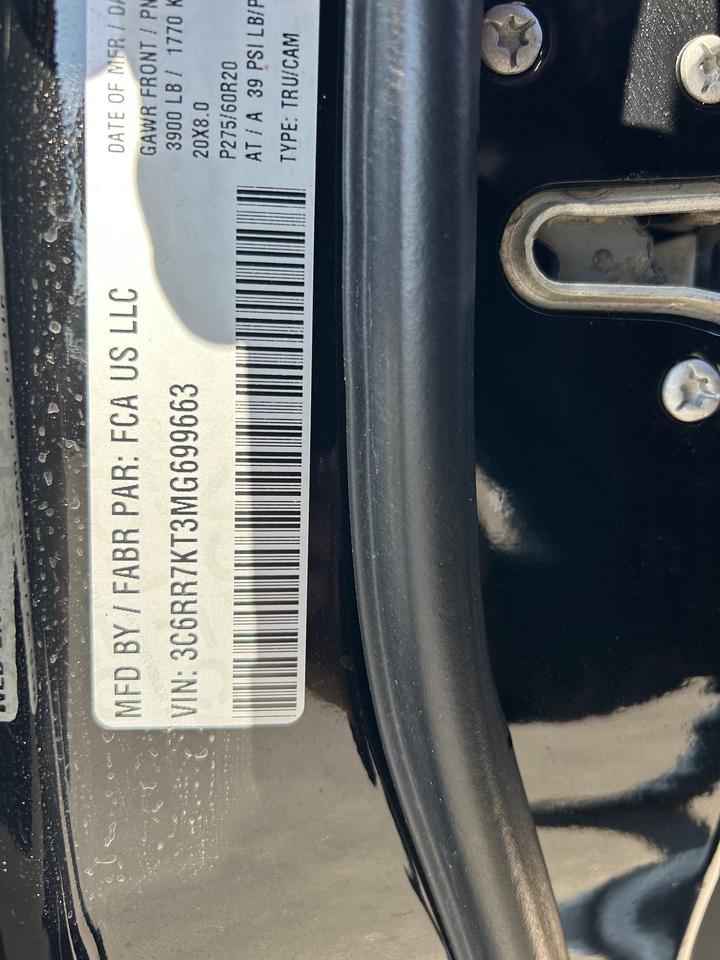 MFD BY / FABR PAR: FCA US LLC
DATE OF MFR / DA
VIN: 3C6RR7KT3MG699663
GAWR FRONT / PN
3900 LB / 1770 K
20X8.0
P275/60R20
AT / A 39 PSI LB/P
TYPE: TRU/CAM